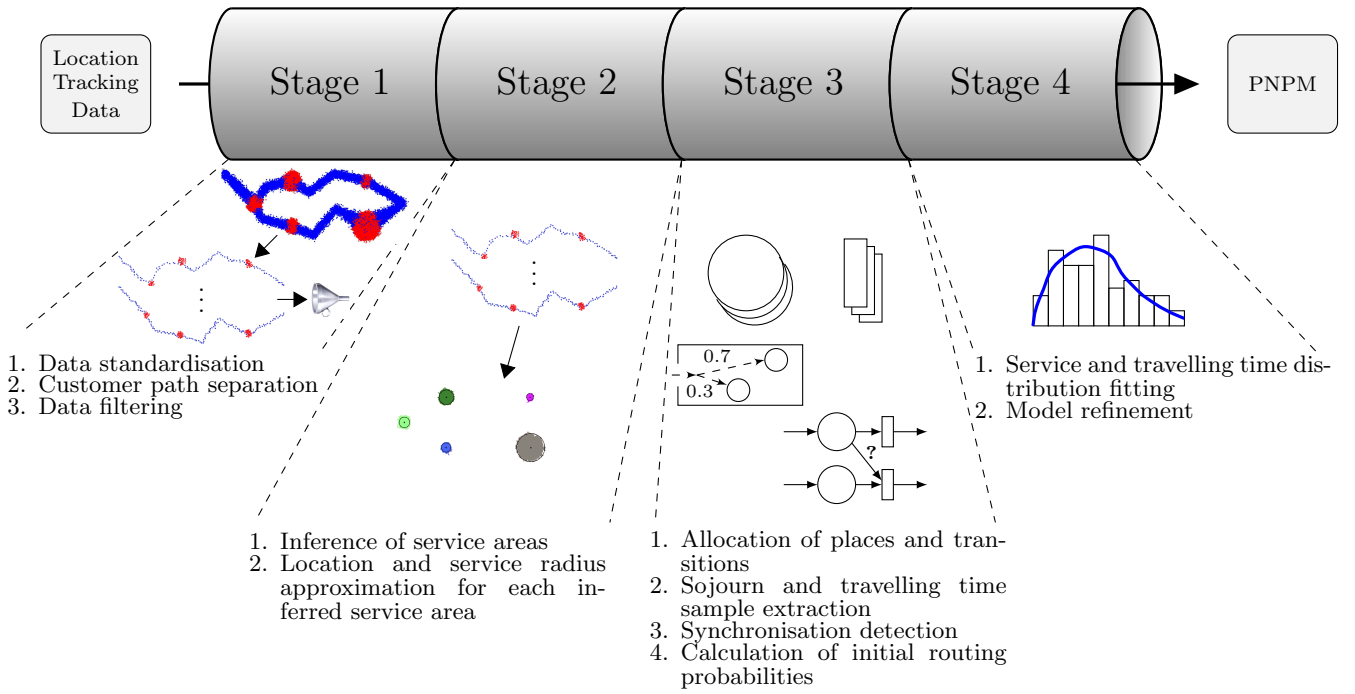 Location
Tracking
Data
Stage 1
Stage 2
Stage 3
Stage 4
PNPM
1. Data standardisation
2. Customer path separation
3. Data filtering
1. Inference of service areas
2. Location and service radius
approximation for each in-
ferred service area
0.7
0.3
?
1. Allocation of places and tran-
sitions
2. Sojourn and travelling time
sample extraction
3. Synchronisation detection
4. Calculation of initial routing
probabilities
1. Service and travelling time dis-
tribution fitting
2. Model refinement